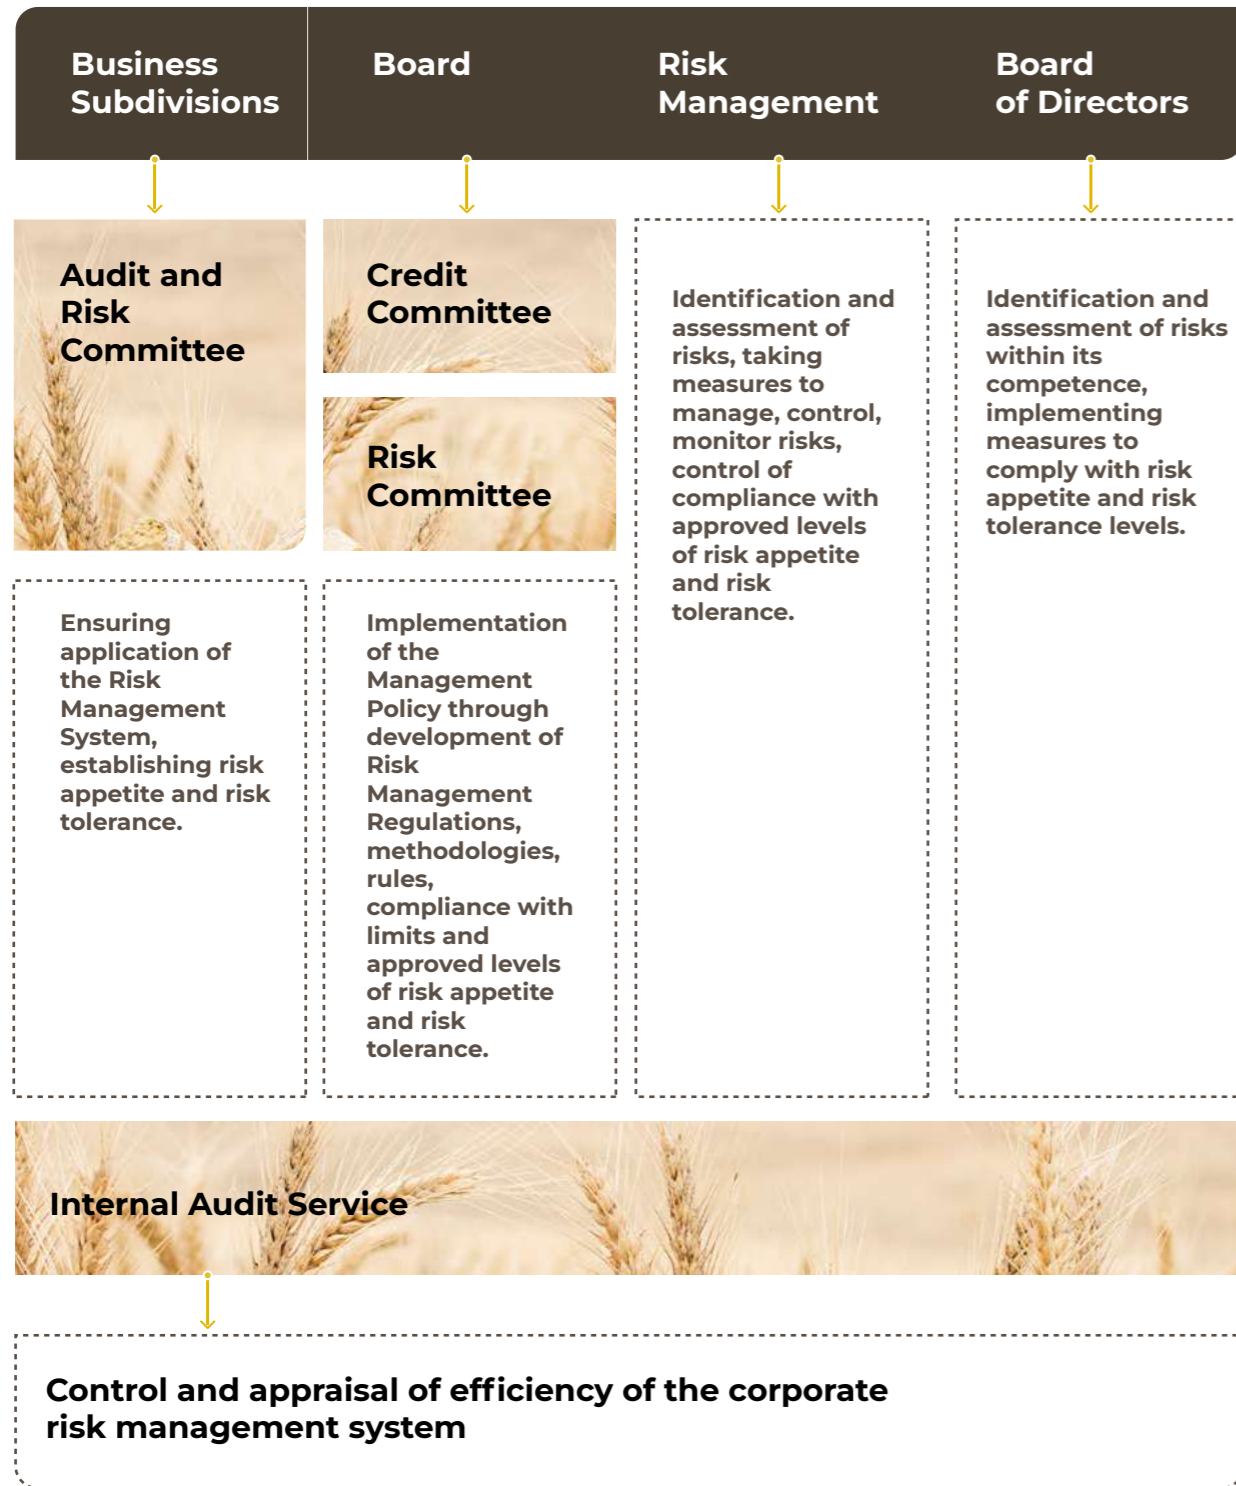 Business
Subdivisions
Board
Risk
Management
Board
of Directors
Audit and
Risk
Committee
Credit
Committee
Risk
Committee
Ensuring
application of
the Risk
Management
System,
establishing risk
appetite and risk
tolerance.
Implementation
of the
Management
Policy through
development of
Risk
Management
Regulations,
methodologies,
rules,
compliance with
limits and
approved levels
of risk appetite
and risk
tolerance.
Identification and
assessment of
risks, taking
measures to
manage, control,
monitor risks,
control of
compliance with
approved levels
of risk appetite
and risk
tolerance.
Identification and
assessment of risks
within its
competence,
implementing
measures to
comply with risk
appetite and risk
tolerance levels.
Internal Audit Service
Control and appraisal of efficiency of the corporate
risk management system